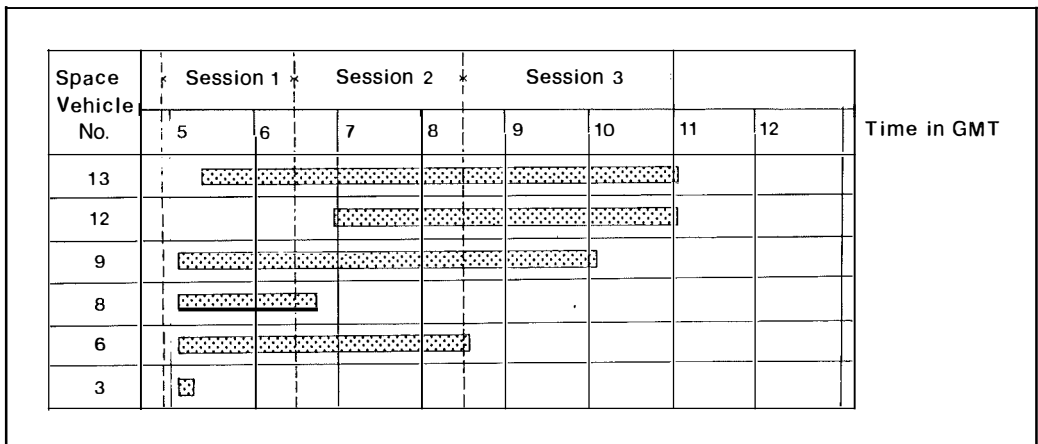 Space Vehicle No.
Session 1
Session 2
Session 3
5 6 7 8 9 10 11 12
Time in GMT
13
12
9
8
6
3